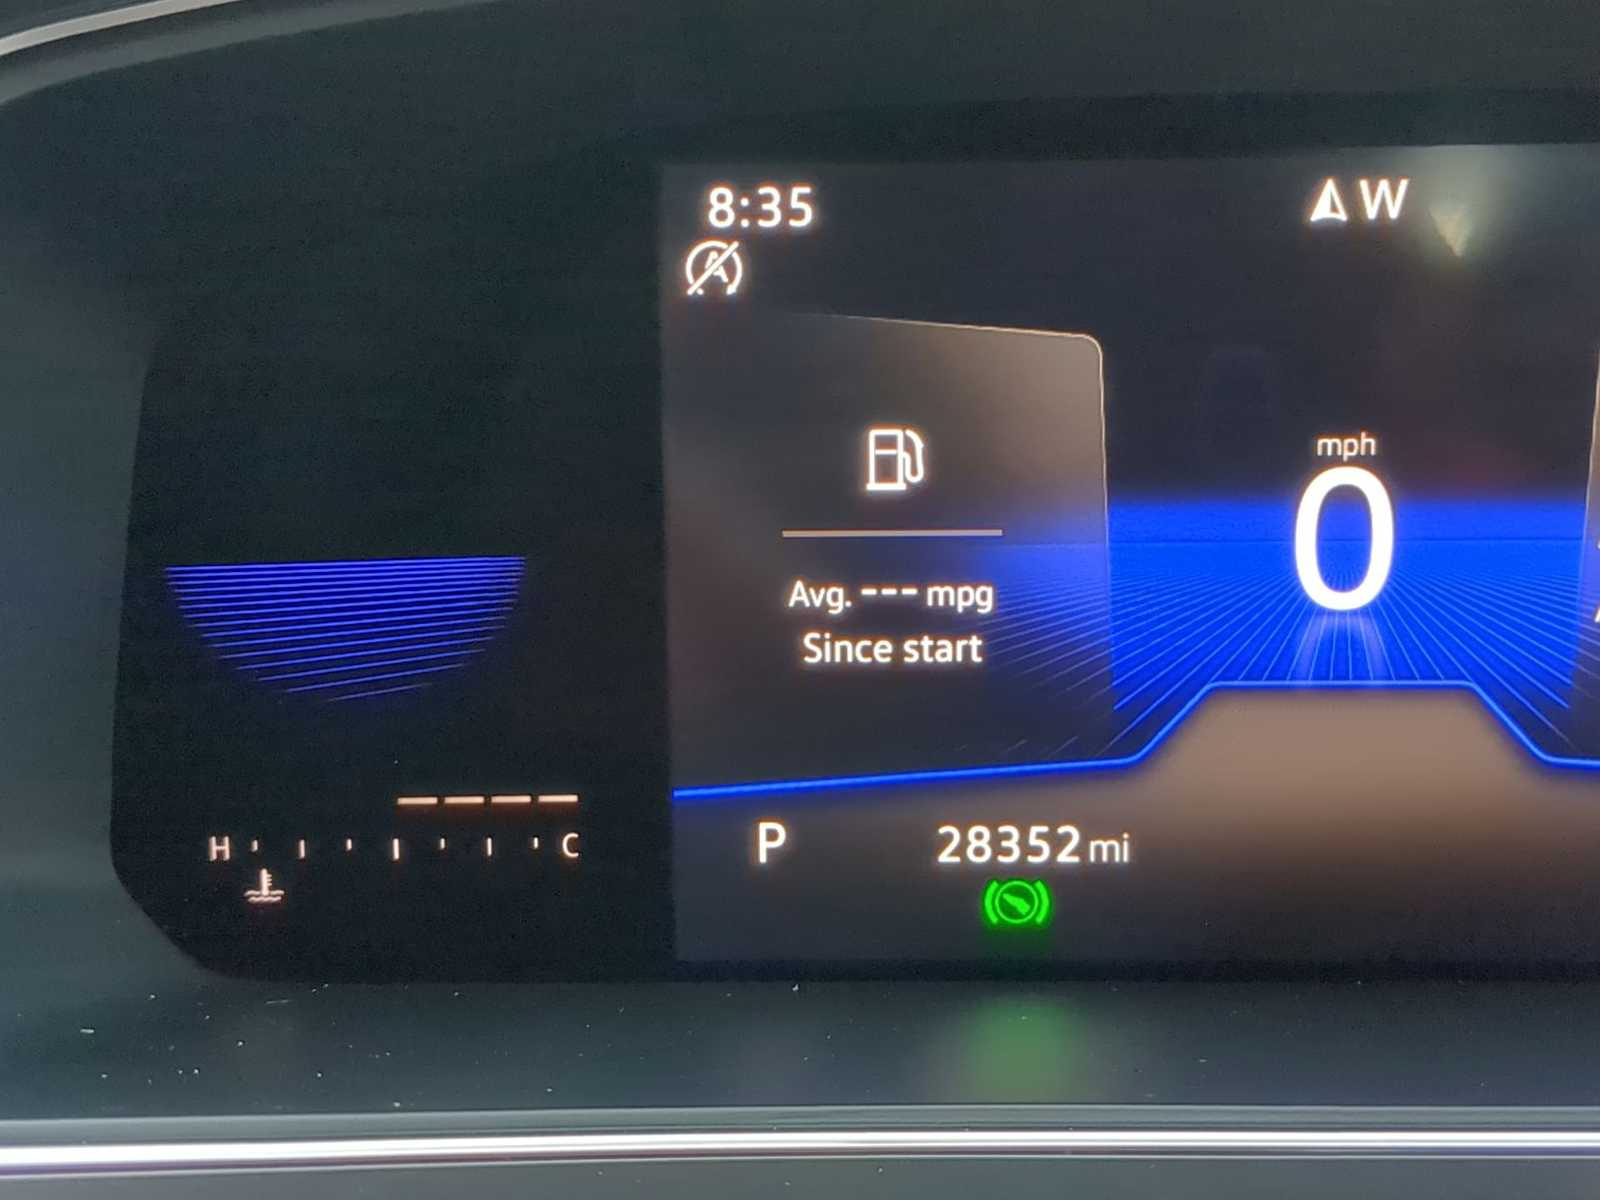 8:35
W
mph
0
Avg. --- mpg
Since start
H C
P 28352 mi